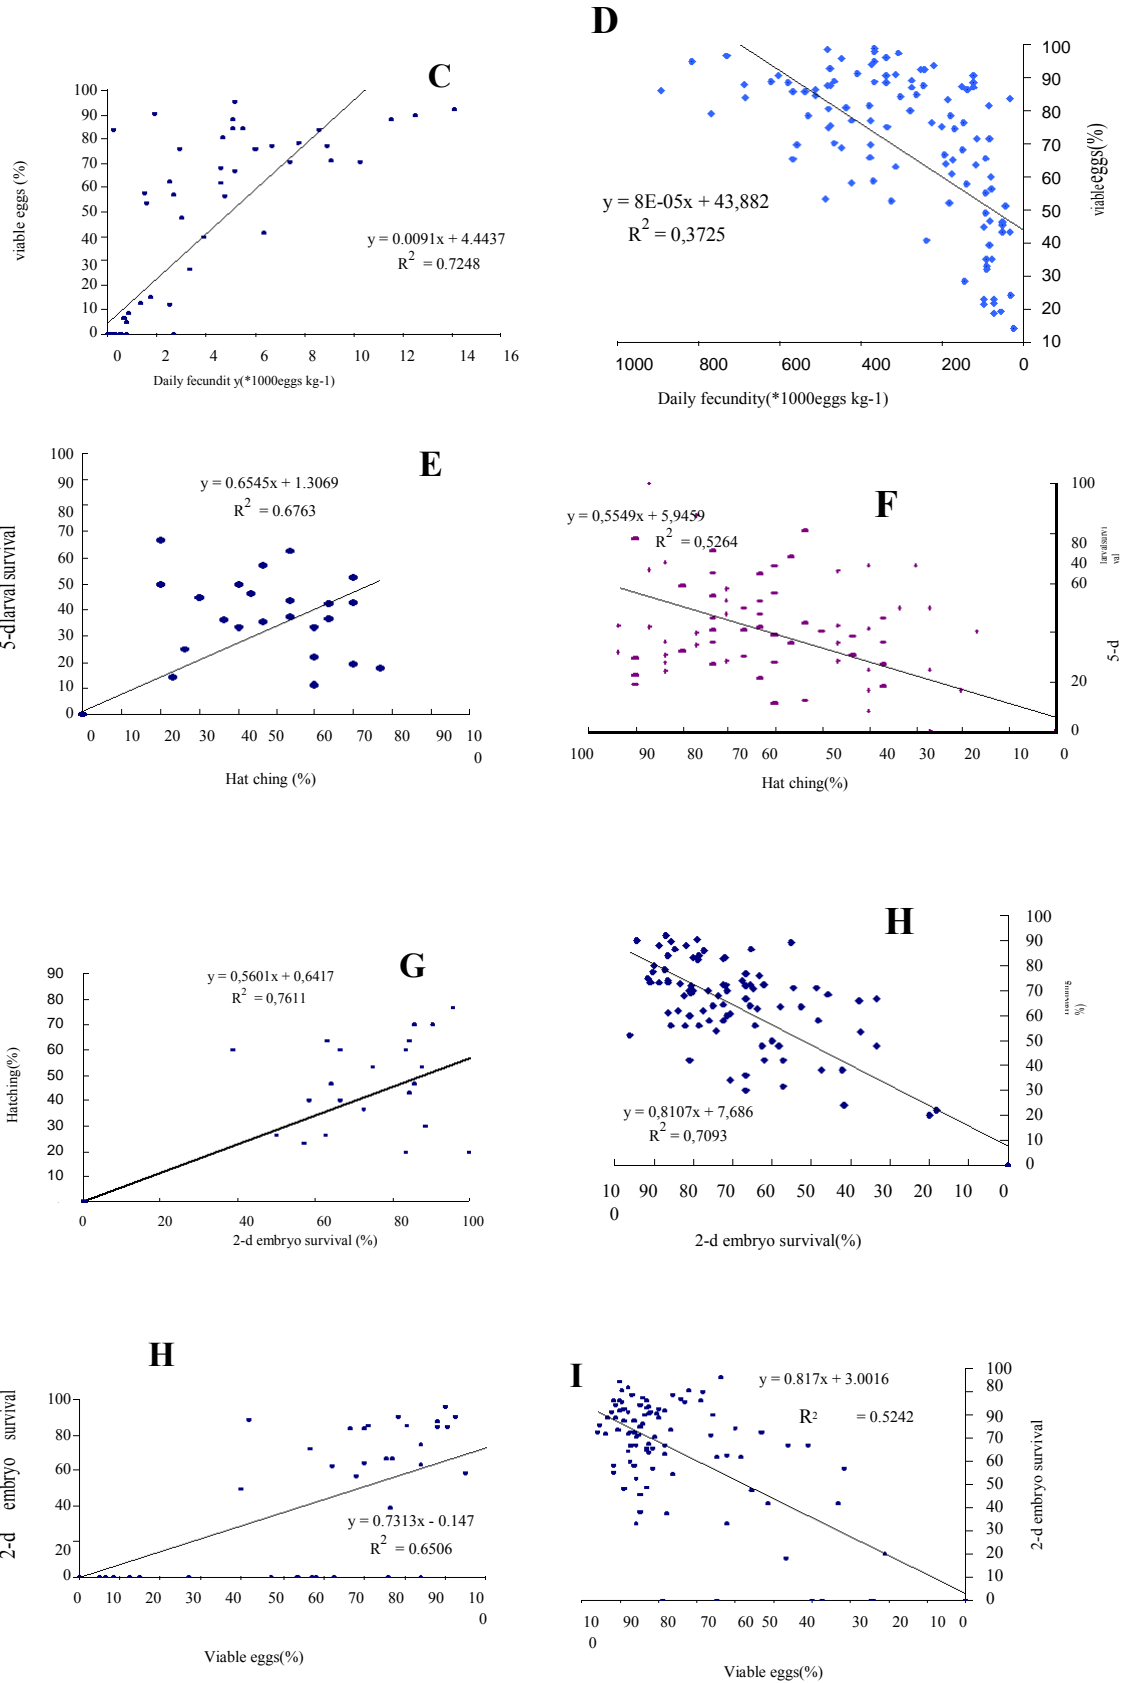 C
100
90
80
70
60
50
40
30
20
10
0
viable eggs (%)
y = 0.0091x + 4.4437
R2 = 0.7248
0 2 4 6 8 10 12 14 16
Daily fecundit y(*1000eggs kg-1)
D
100
90
80
70
60
50
40
30
20
10
viableeggs(%)
y = 8E-05x + 43,882
R2 = 0,3725
1000 800 600 400 200 0
Daily fecundity(*1000eggs kg-1)
E
100
90
80
70
60
50
40
30
20
10
0
5-dlarval survival
y = 0.6545x + 1.3069
R2 = 0.6763
0 10 20 30 50 60 70 80 90 10
0
Hat ching (%)
F
100
80
40
60
20
0
larvalsurvi
val
5-d
y = 0,5549x + 5,9459
R2 = 0,5264
100 90 80 70 60 50 40 30 20 10 0
Hat ching(%)
G
90
80
70
60
50
40
30
20
10
Hatching(%)
y = 0,5601x + 0,6417
R2 = 0,7611
0 20 40 60 80 100
2-d embryo survival (%)
H
100
90
80
70
60
50
40
30
20
10
0
%)
y = 0,8107x + 7,686
R2 = 0,7093
10 90 80 70 60 50 40 30 20 10 0
0
2-d embryo survival(%)
H
100
80
60
40
20
0
2-d embryo survival
y = 0.7313x - 0.147
R2 = 0.6506
0 10 20 30 40 50 60 70 80 90 10
0
Viable eggs(%)
I
100
80
90
70
60
50
40
30
20
10
0
2-d embryo survival
y = 0.817x + 3.0016
R2 = 0.5242
10 90 80 70 60 50 40 30 20 10 0
0
Viable eggs(%)